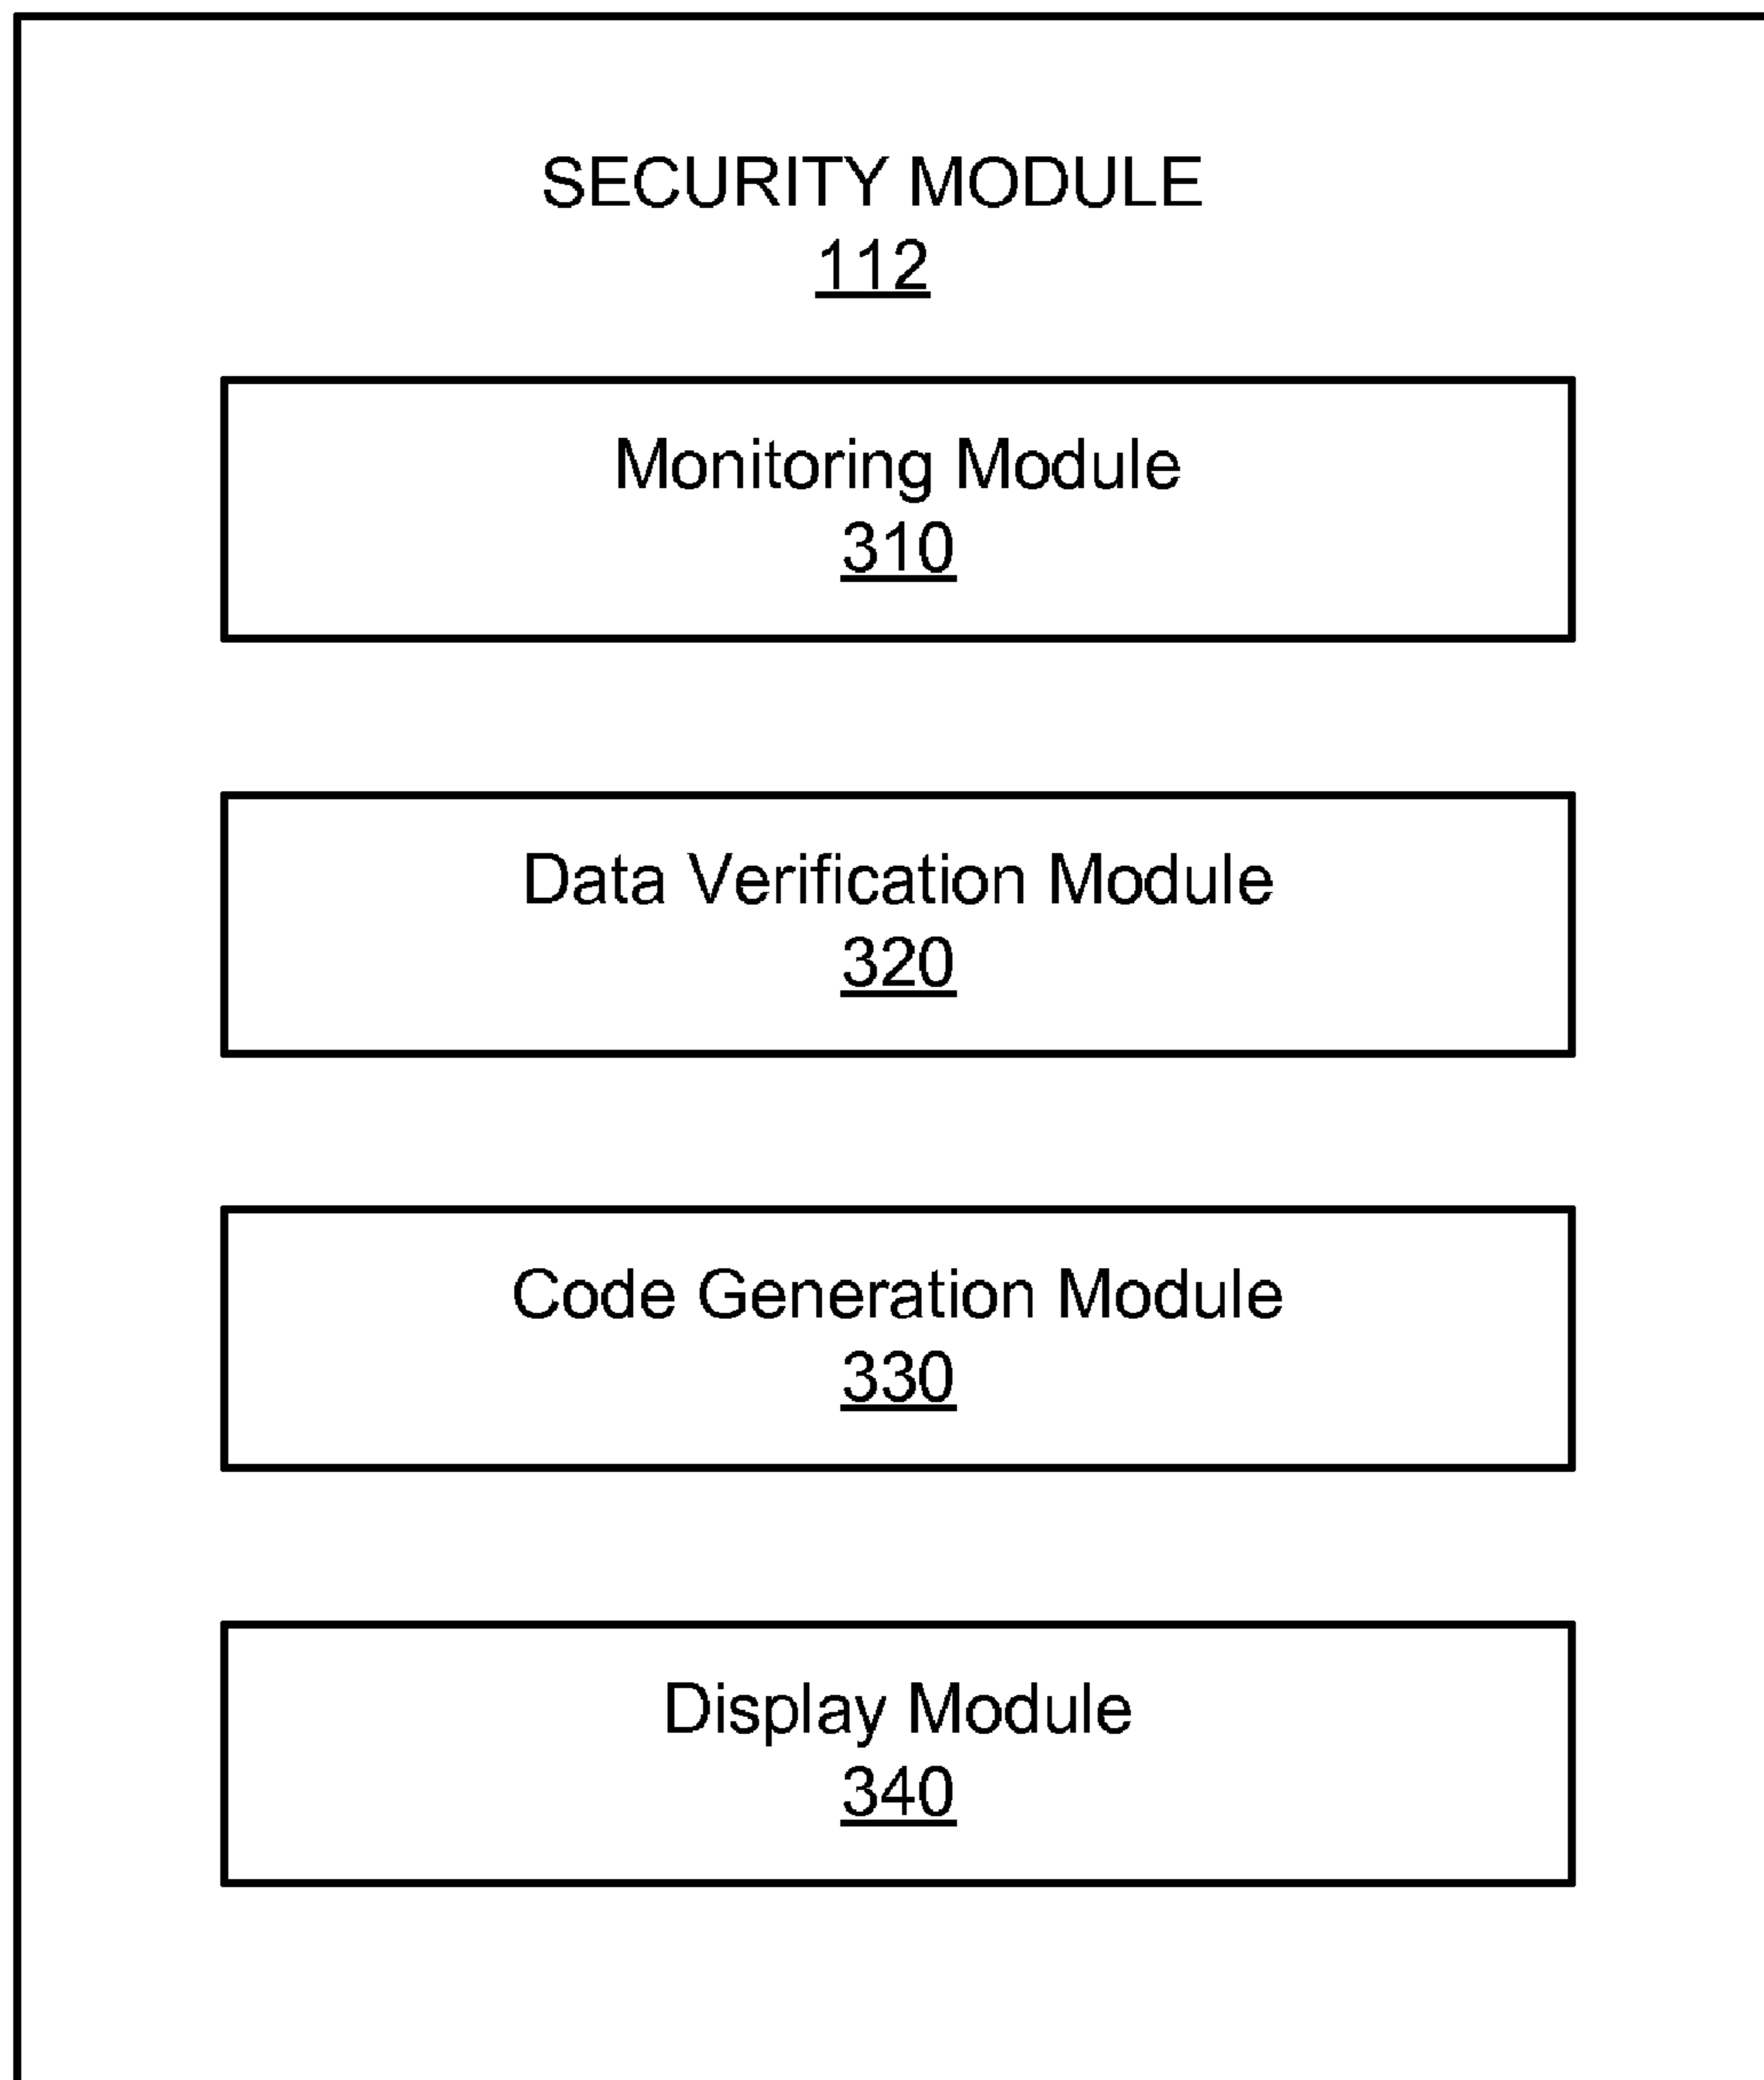 SECURITY MODULE
112
Monitoring Module
310
Data Verification Module
320
Code Generation Module
330
Display Module
340